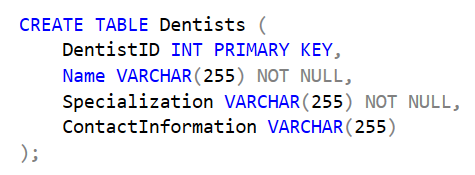 CREATE TABLE Dentists (
    DentistID INT PRIMARY KEY,
    Name VARCHAR(255) NOT NULL,
    Specialization VARCHAR(255) NOT NULL,
    ContactInformation VARCHAR(255)
);